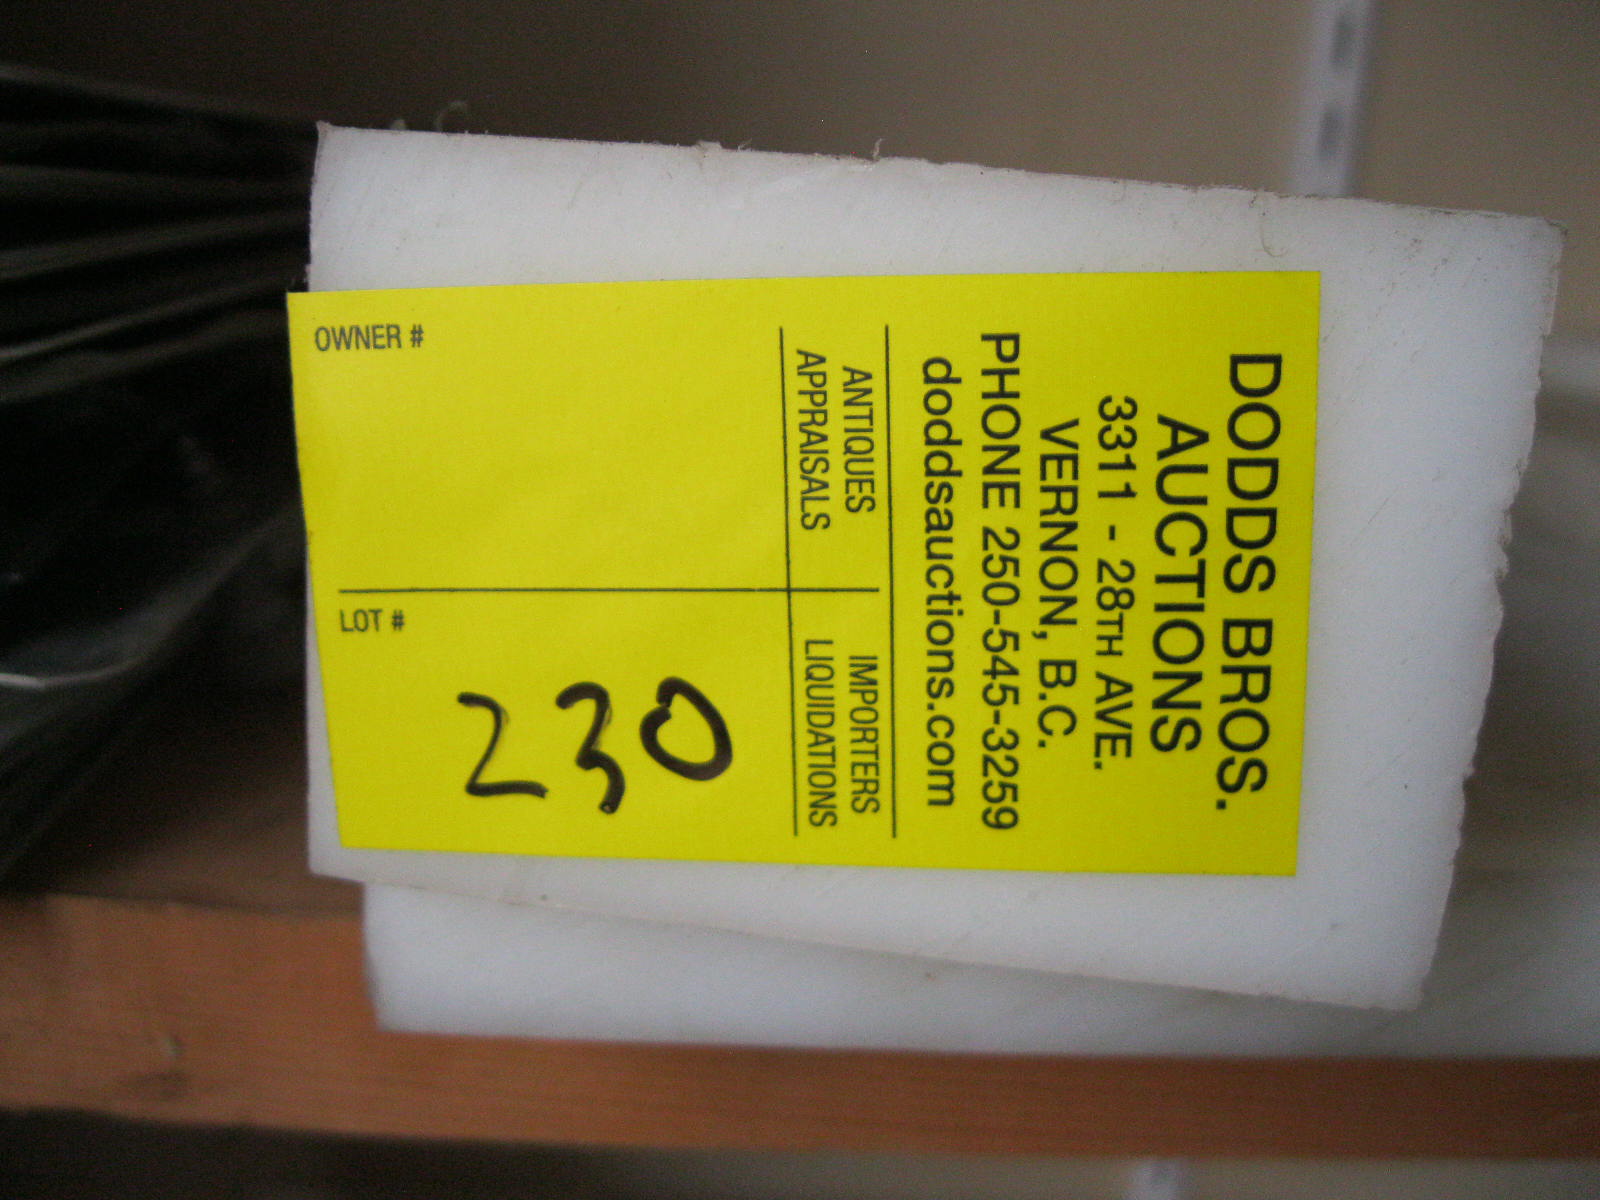 DODDS BROS.
AUCTIONS
3311 - 28TH AVE.
VERNON, B.C.
PHONE 250-545-3259
doddsauctions.com
ANTIQUES
APPRAISALS
IMPORTERS
LIQUIDATIONS
OWNER #
LOT #
230